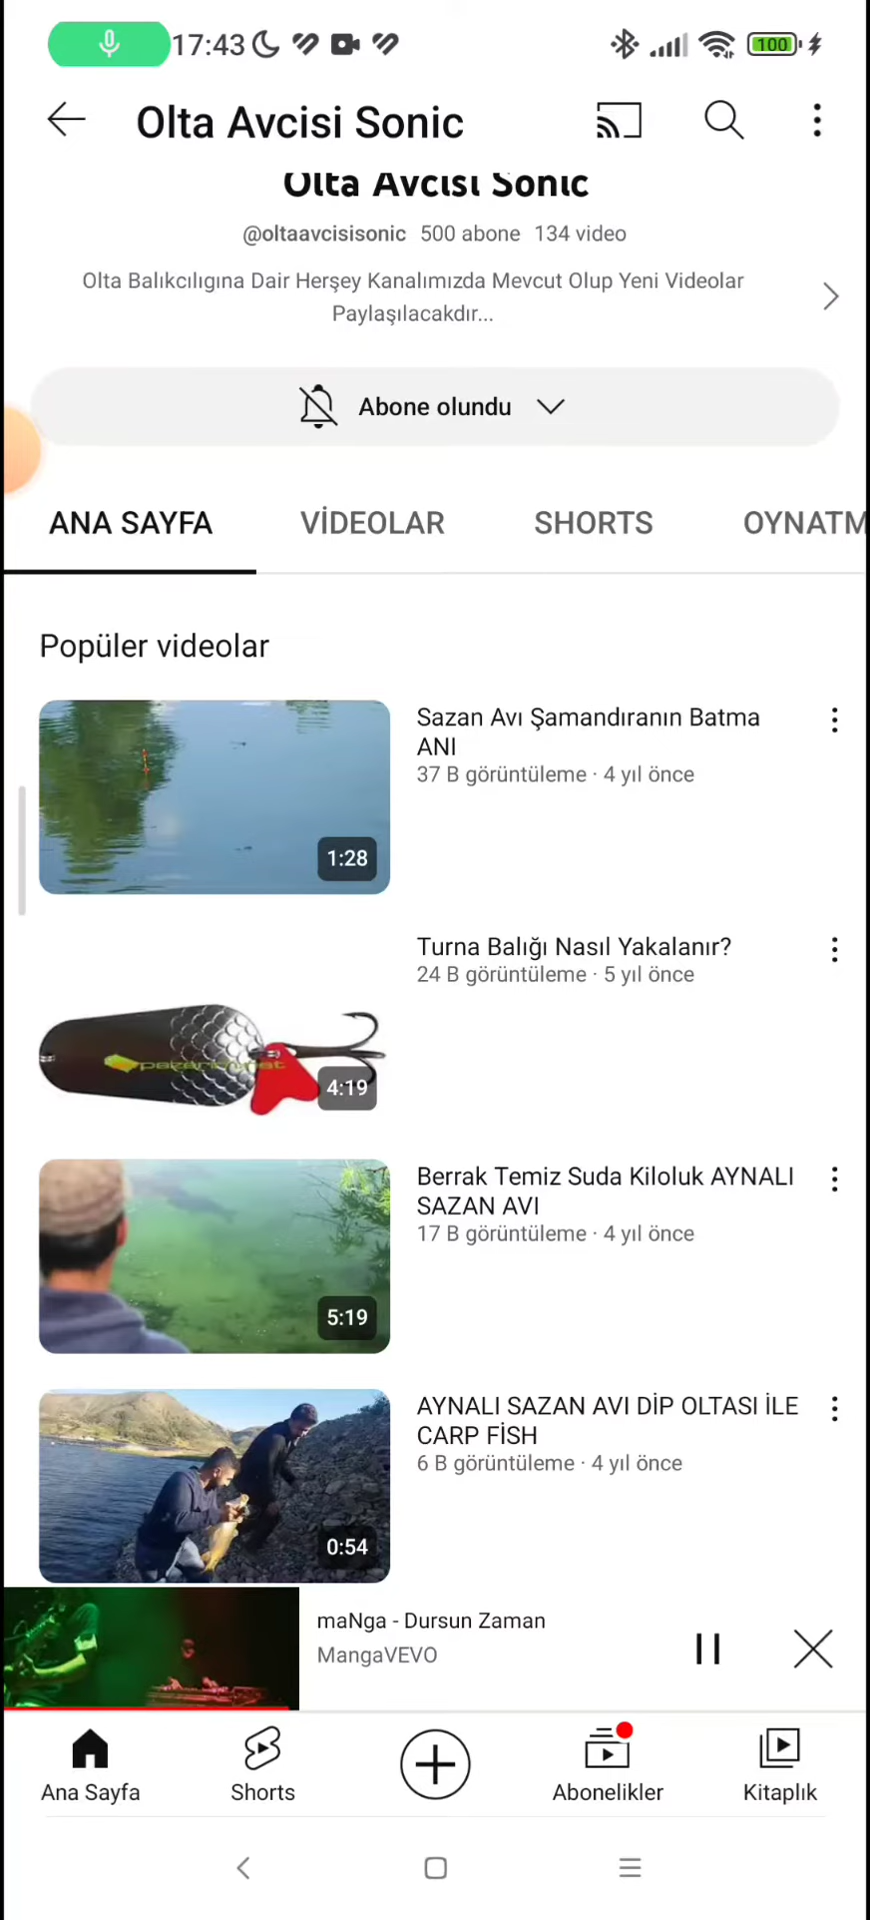 17:43
100
Olta Avcisi Sonic
Olta Avcisi Sonic
@oltaavcisisonic 500 abone 134 video
Olta Balıkcılıgına Dair Herşey Kanalımızda Mevcut Olup Yeni Videolar
Paylaşılacakdır...
Abone olundu
ANA SAYFA VİDEOLAR SHORTS OYNATM
Popüler videolar
Sazan Avı Şamandıranın Batma
ANI
37 B görüntüleme · 4 yıl önce
1:28
Turna Balığı Nasıl Yakalanır?
24 B görüntüleme · 5 yıl önce
4:19
Berrak Temiz Suda Kiloluk AYNALI
SAZAN AVI
17 B görüntüleme · 4 yıl önce
5:19
AYNALI SAZAN AVI DİP OLTASI İLE
CARP FİSH
6 B görüntüleme · 4 yıl önce
0:54
maNga - Dursun Zaman
MangaVEVO
Ana Sayfa Shorts Abonelikler Kitaplık